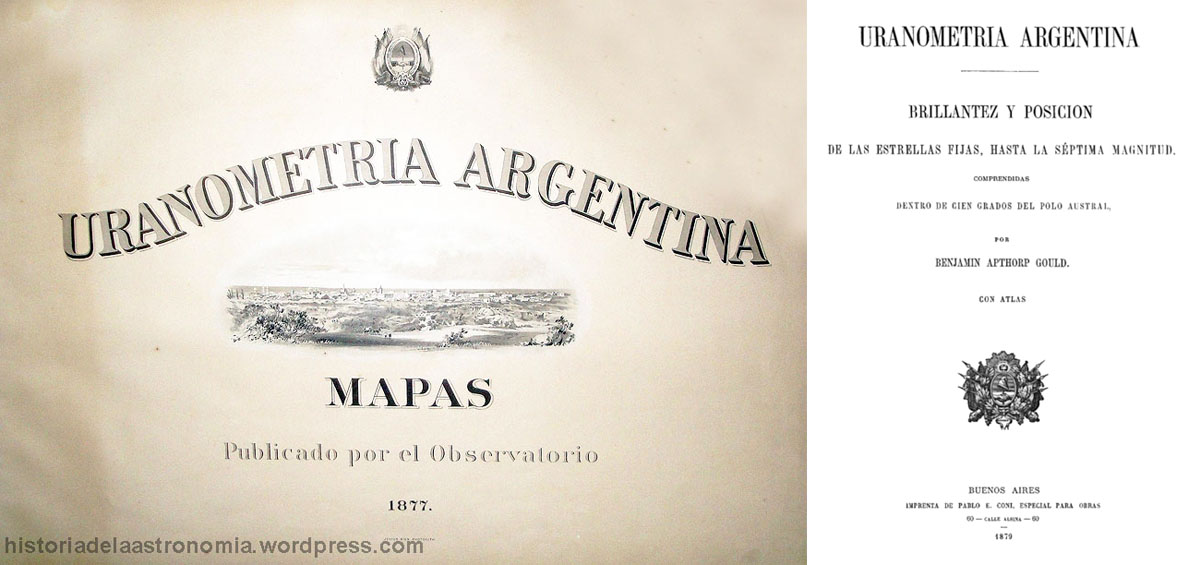 URANOMETRIA ARGENTINA
MAPAS
Publicado por el Observatorio
1877.
historiadelaastronomia.wordpress.com
URANOMETRIA ARGENTINA
BRILLANTEZ Y POSICION
DE LAS ESTRELLAS FIJAS, HASTA LA SÉPTIMA MAGNITUD.
COMPRENDIDAS
DENTRO DE CIEN GRADOS DEL POLO AUSTRAL,
POR
BENJAMIN APTHORP GOULD.
CON ATLAS
BUENOS AIRES
IMPRENTA DE PABLO E. CONI, ESPECIAL PARA OBRAS
60 — CALLE ALSINA — 60
1879